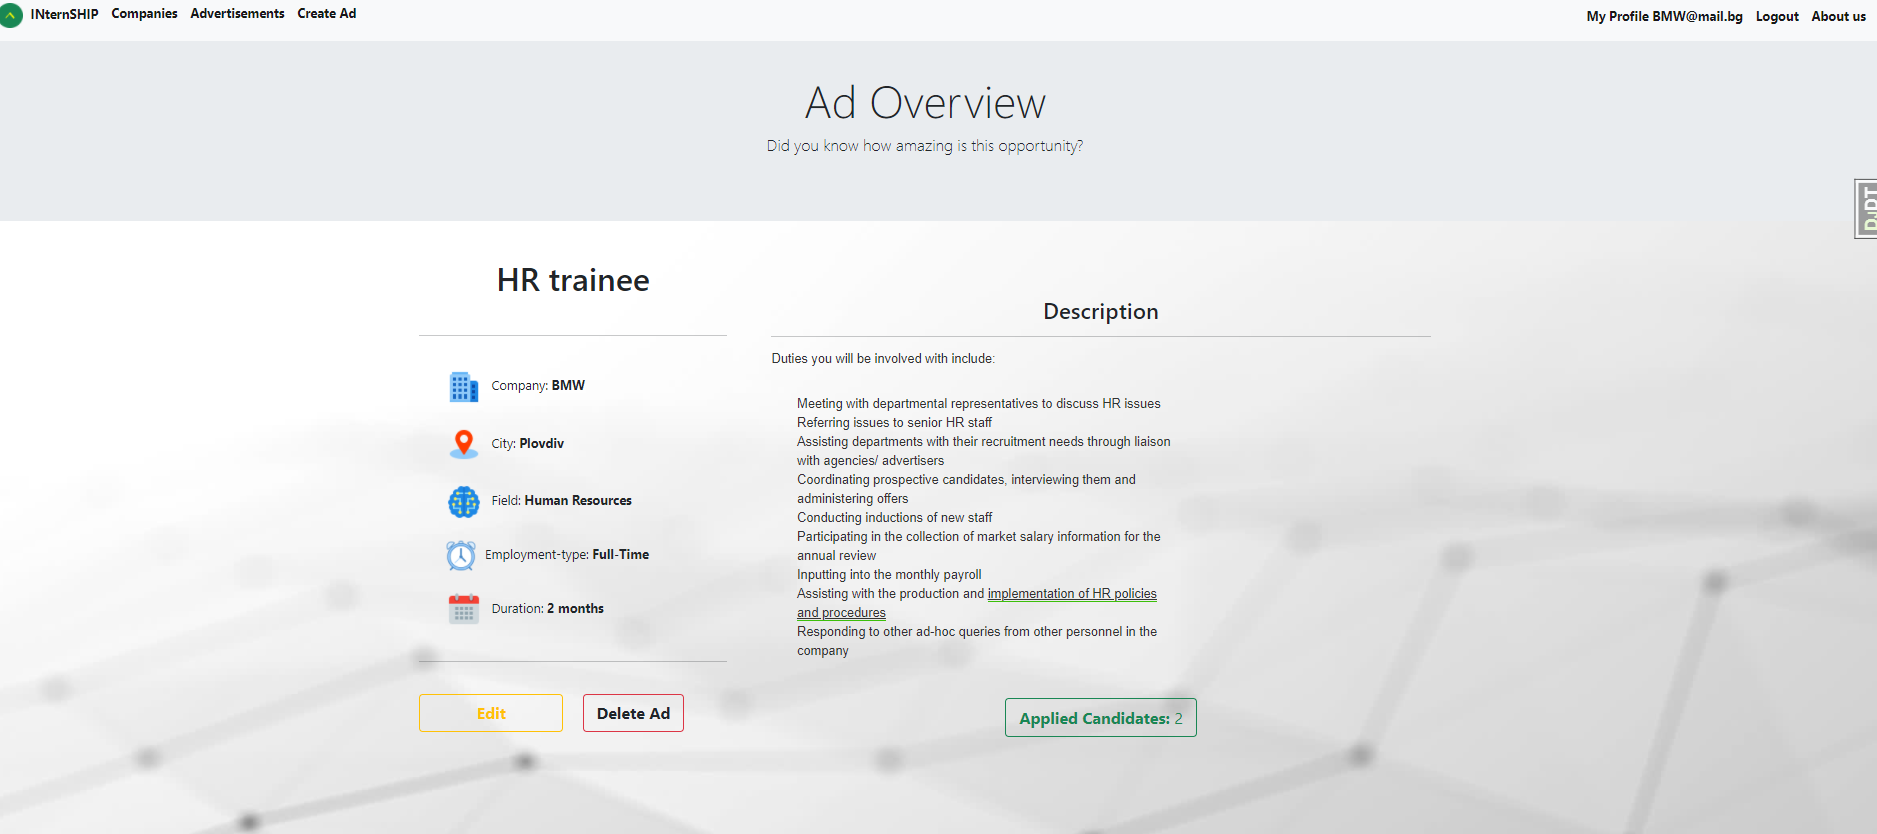 INternSHIP Companies Advertisements Create Ad My Profile BMW@mail.bg Logout About us
Ad Overview
Did you know how amazing is this opportunity?
DjDT
HR trainee
Company: BMW
City: Plovdiv
Field: Human Resources
Employment-type: Full-Time
Duration: 2 months
Edit Delete Ad
Description
Duties you will be involved with include:
Meeting with departmental representatives to discuss HR issues
Referring issues to senior HR staff
Assisting departments with their recruitment needs through liaison
with agencies/ advertisers
Coordinating prospective candidates, interviewing them and
administering offers
Conducting inductions of new staff
Participating in the collection of market salary information for the
annual review
Inputting into the monthly payroll
Assisting with the production and implementation of HR policies
and procedures
Responding to other ad-hoc queries from other personnel in the
company
Applied Candidates: 2